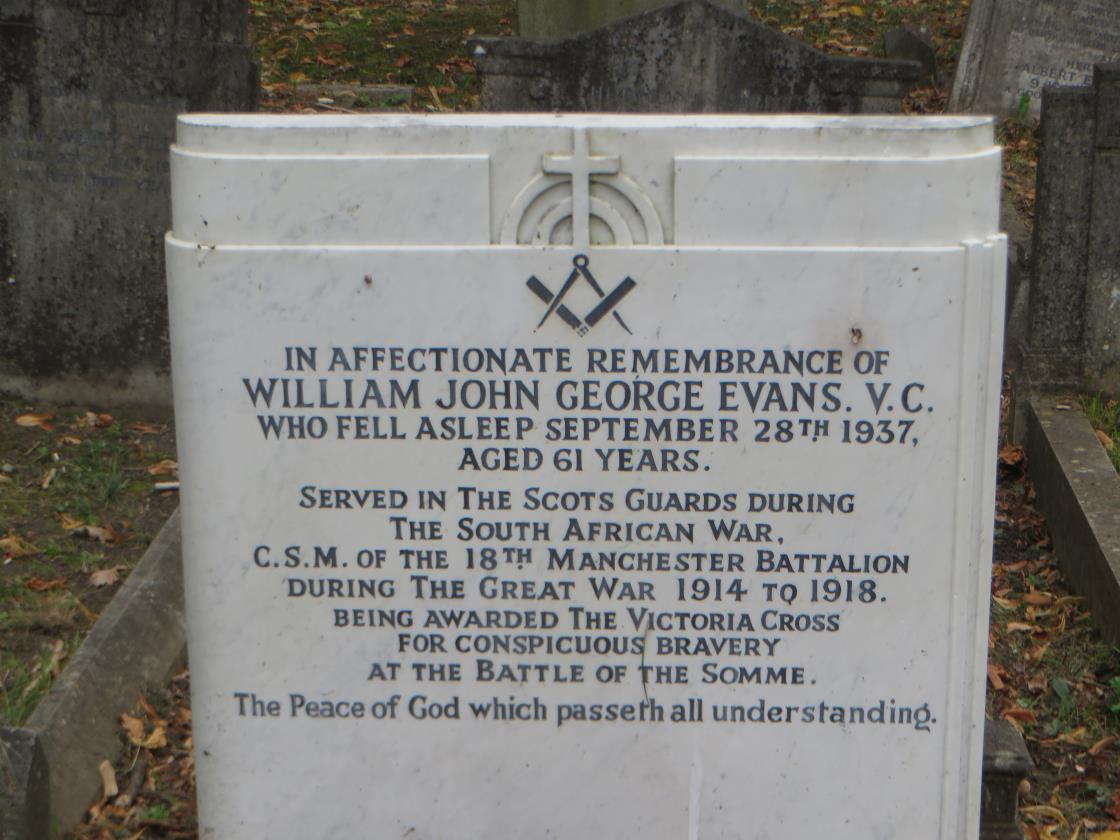 IN AFFECTIONATE REMEMBRANCE OF
WILLIAM JOHN GEORGE EVANS. V.C.
WHO FELL ASLEEP SEPTEMBER 28TH 1937,
AGED 61 YEARS.
SERVED IN THE SCOTS GUARDS DURING
THE SOUTH AFRICAN WAR,
C.S.M. OF THE 18TH MANCHESTER BATTALION
DURING THE GREAT WAR 1914 TO 1918.
BEING AWARDED THE VICTORIA CROSS
FOR CONSPICUOUS BRAVERY
AT THE BATTLE OF THE SOMME.
The Peace of God which passeth all understanding.
ALBERT